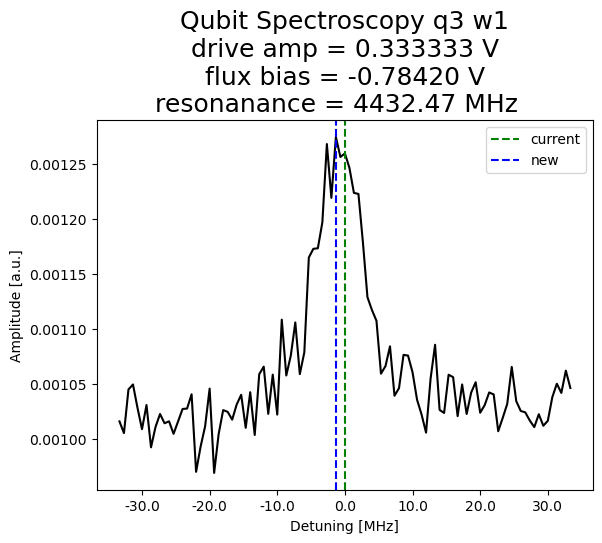 Qubit Spectroscopy q3 w1
drive amp = 0.333333 V
flux bias = -0.78420 V
resonanance = 4432.47 MHz
current
new
Amplitude [a.u.]
0.00125
0.00120
0.00115
0.00110
0.00105
0.00100
-30.0 -20.0 -10.0 0.0 10.0 20.0 30.0
Detuning [MHz]